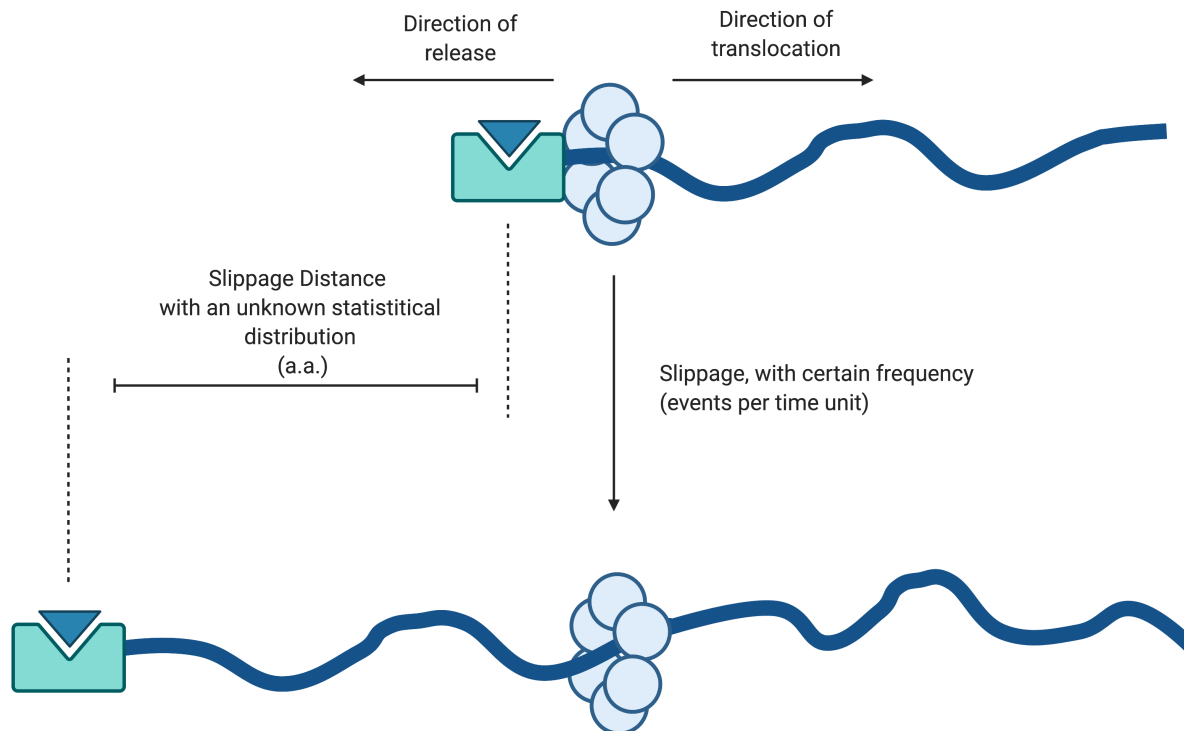 Direction of
release
Direction of
translocation
Slippage Distance
with an unknown statistitical
distribution
(a.a.)
Slippage, with certain frequency
(events per time unit)